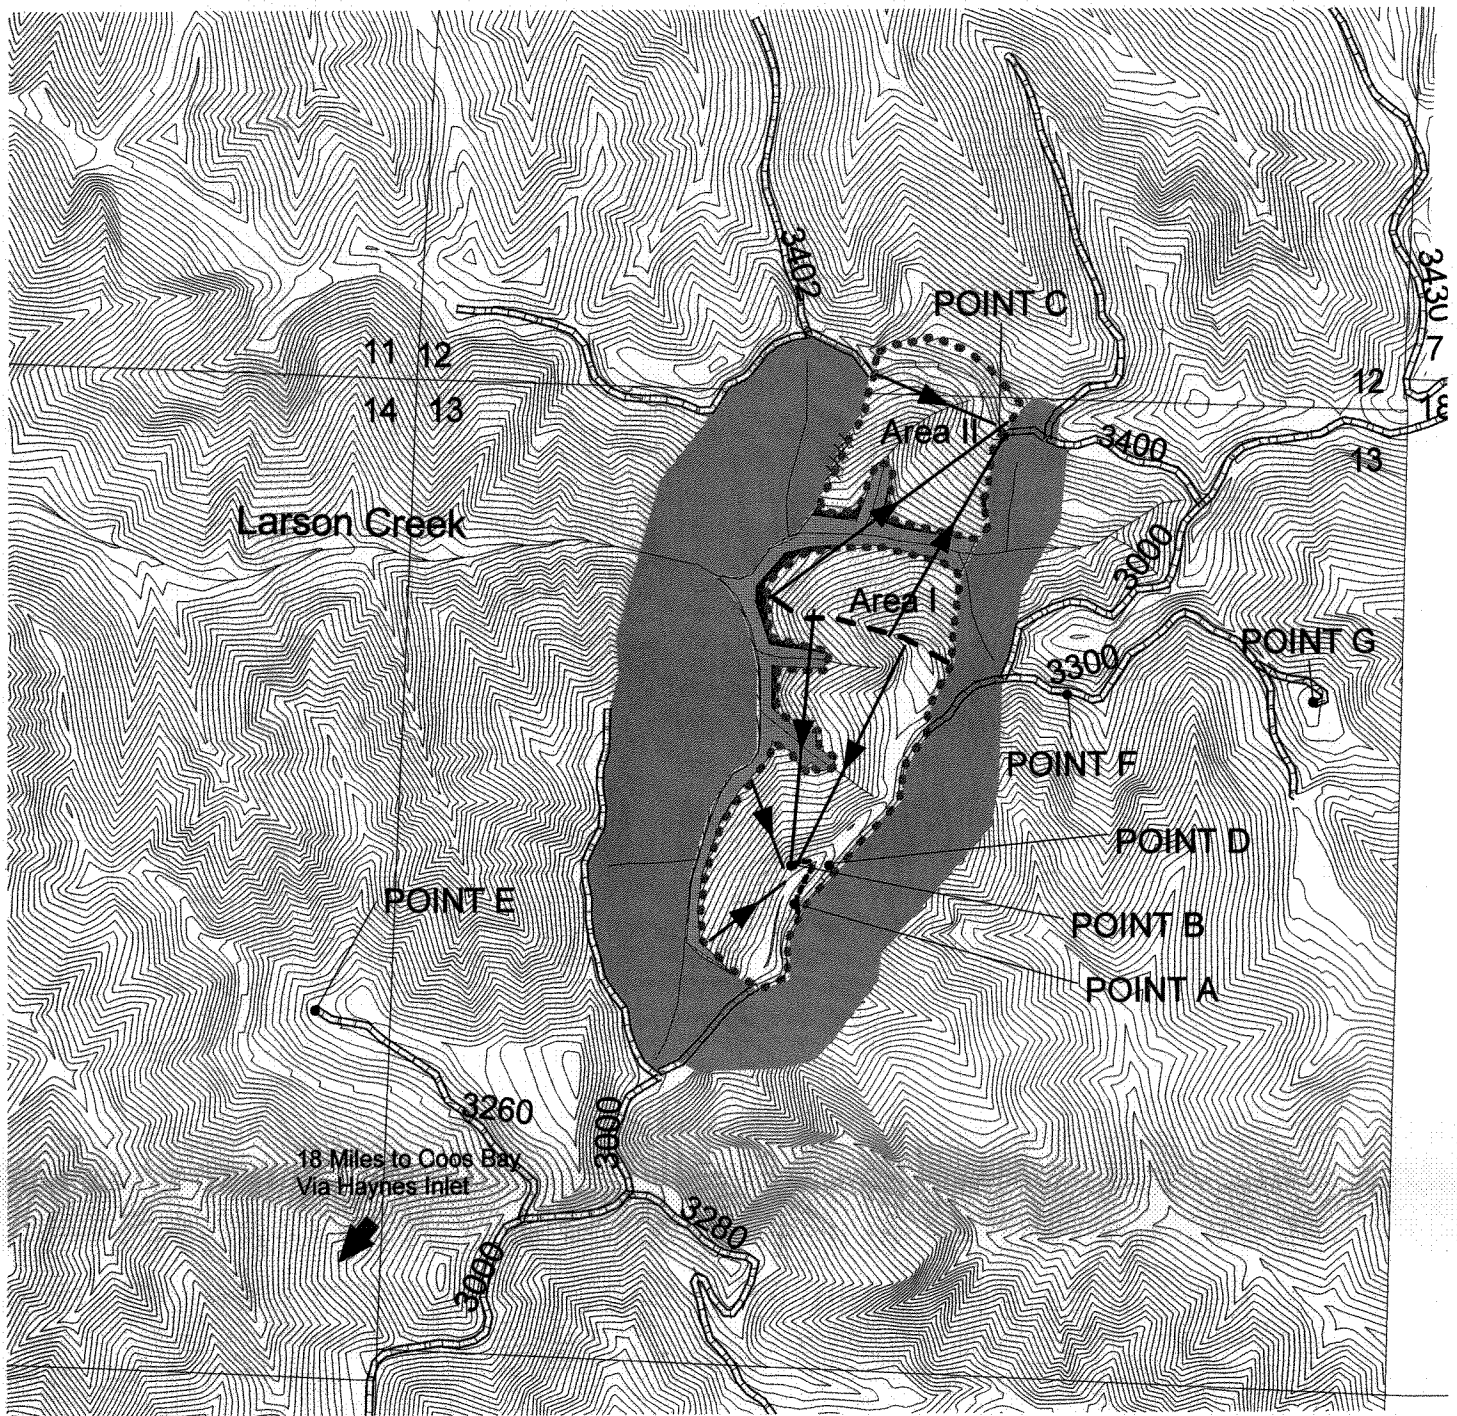 3402
POINT C
3430
7
11 12
12
18
14 13
Area II
3400
13
Larson Creek
3000
Area I
POINT G
3300
POINT F
POINT D
POINT E
POINT B
POINT A
3260
3000
18 Miles to Coos Bay
Via Haynes Inlet
3280
3000